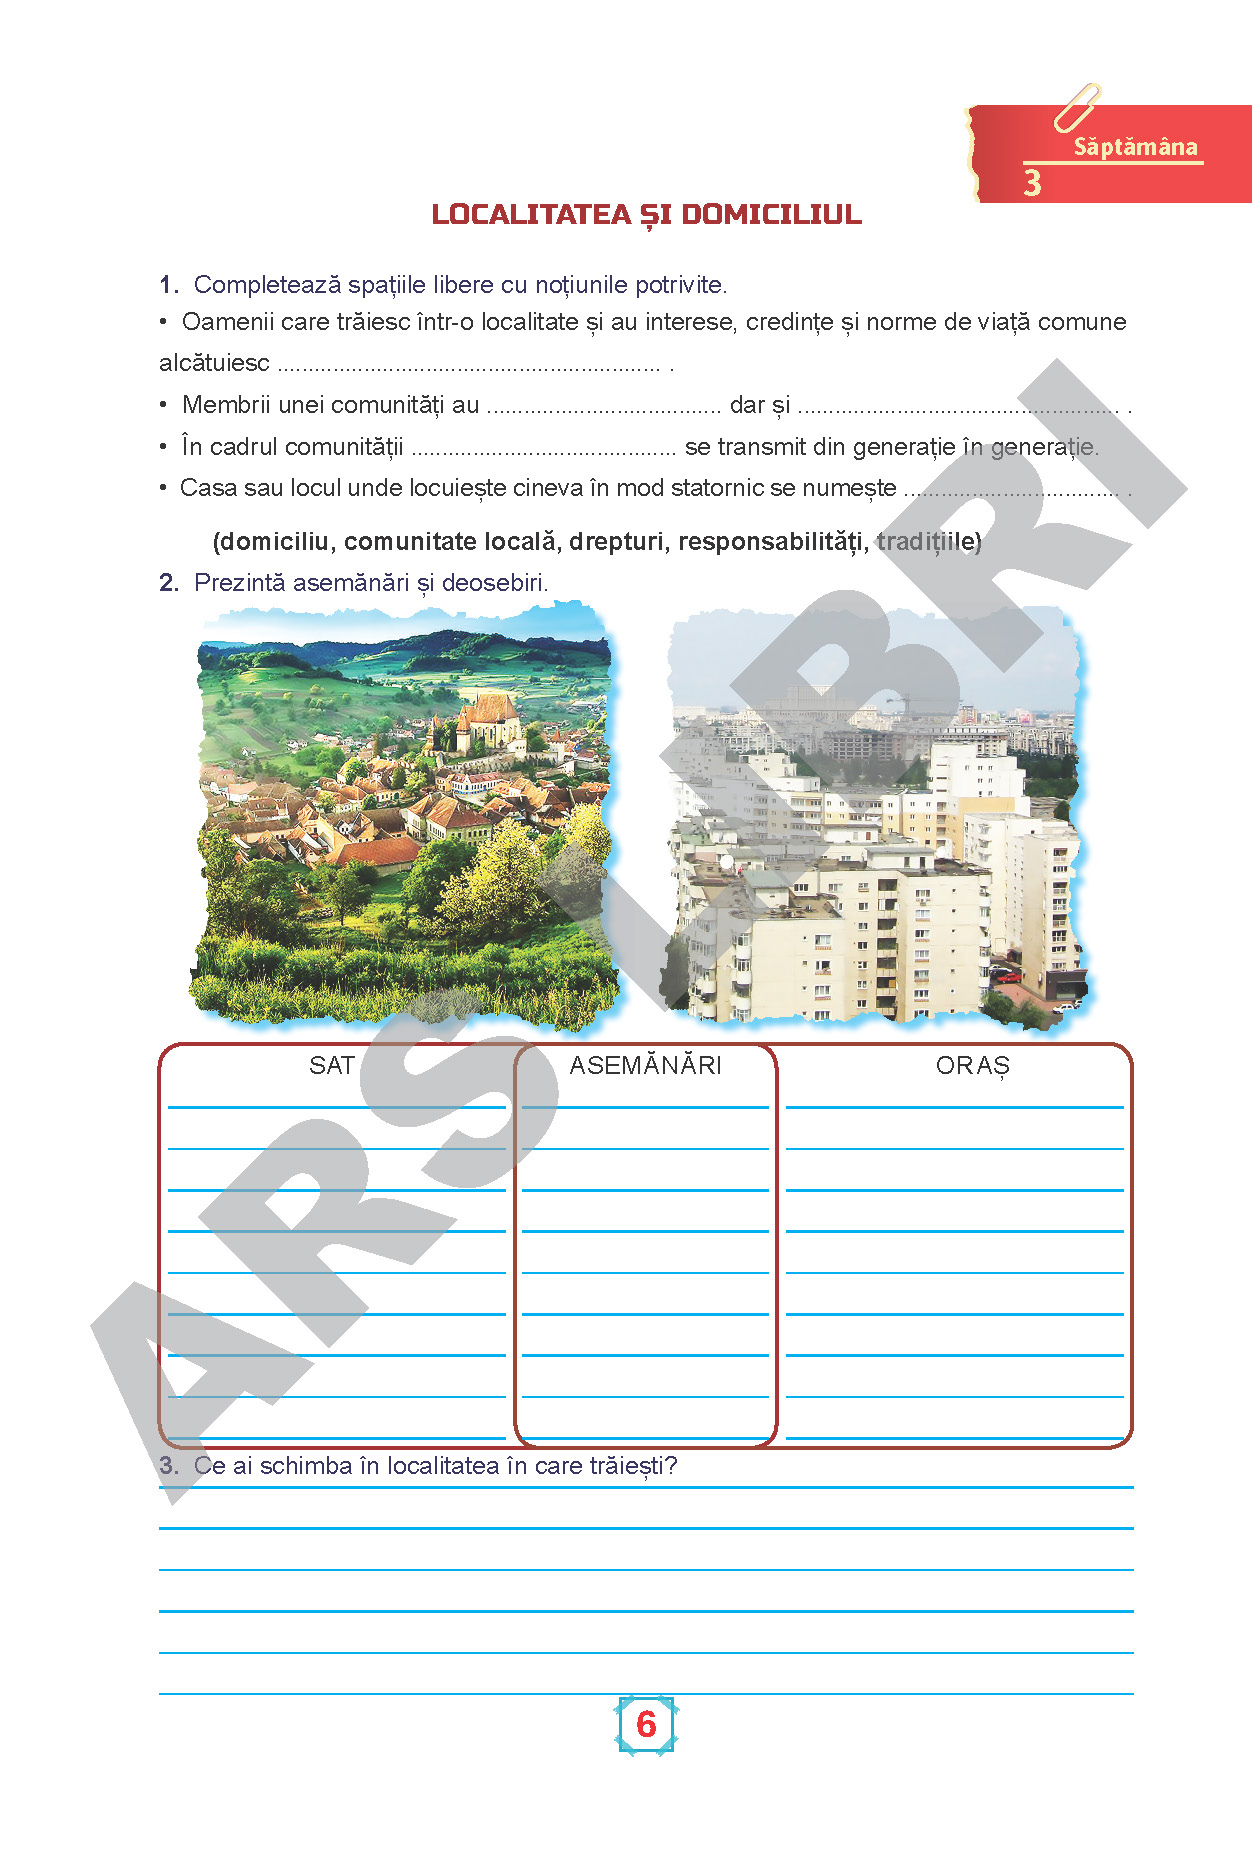 Săptămâna
3
LOCALITATEA ȘI DOMICILIUL
1. Completează spațiile libere cu noțiunile potrivite.
• Oamenii care trăiesc într-o localitate și au interese, credințe și norme de viață comune
alcătuiesc .............................................................. .
• Membrii unei comunități au ...................................... dar și .................................................... .
• În cadrul comunității ........................................... se transmit din generație în generație.
• Casa sau locul unde locuiește cineva în mod statornic se numește ................................... .
(domiciliu, comunitate locală, drepturi, responsabilități, tradițiile)
2. Prezintă asemănări și deosebiri.
SAT ASEMĂNĂRI ORAȘ
3. Ce ai schimba în localitatea în care trăiești?
6
ARS LIBRI